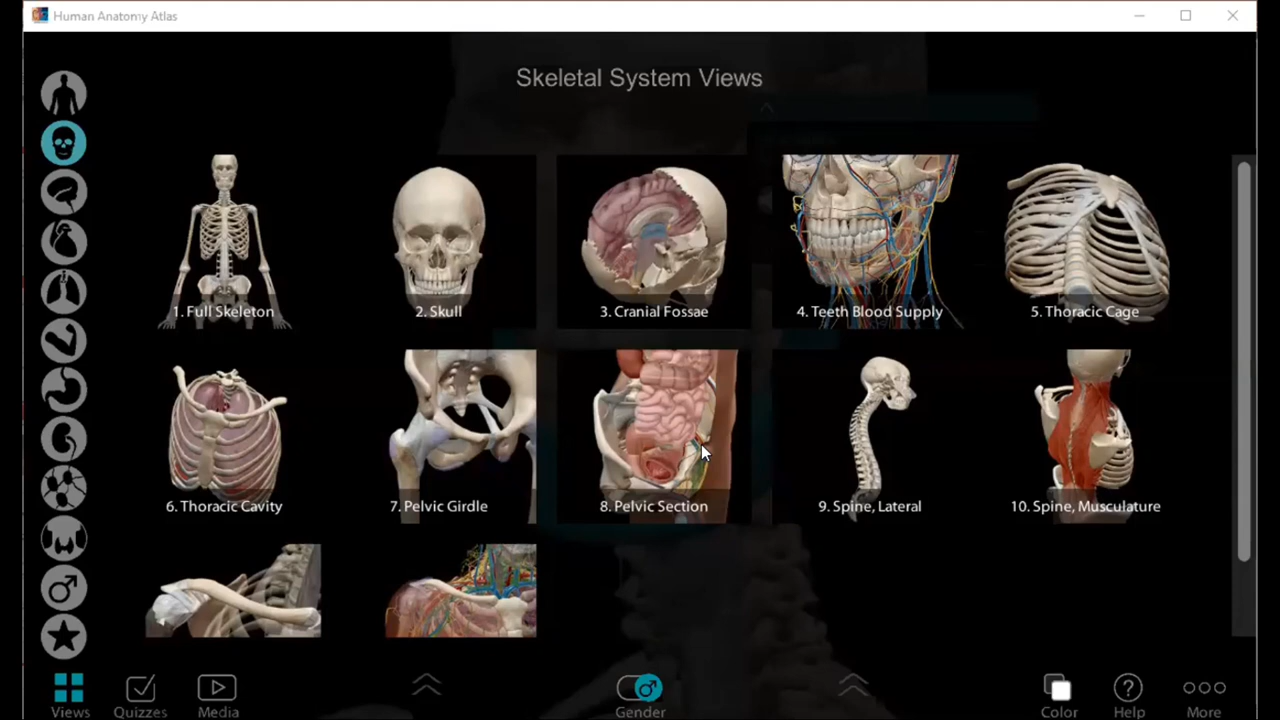 Human Anatomy Atlas
Skeletal System Views
1. Full Skeleton
2. Skull
3. Cranial Fossae
4. Teeth Blood Supply
5. Thoracic Cage
6. Thoracic Cavity
7. Pelvic Girdle
8. Pelvic Section
9. Spine, Lateral
10. Spine, Musculature
Views
Quizzes
Media
Gender
Color
Help
More